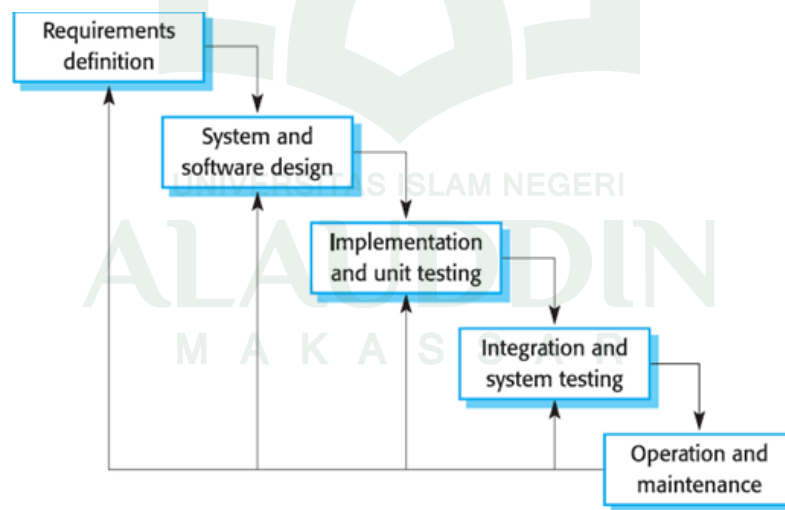 Requirements
definition
System and
software design
UNIVERSITAS ISLAM NEGERI
ALAUDDIN
Implementation
and unit testing
MAKASSAR
Integration and
system testing
Operation and
maintenance